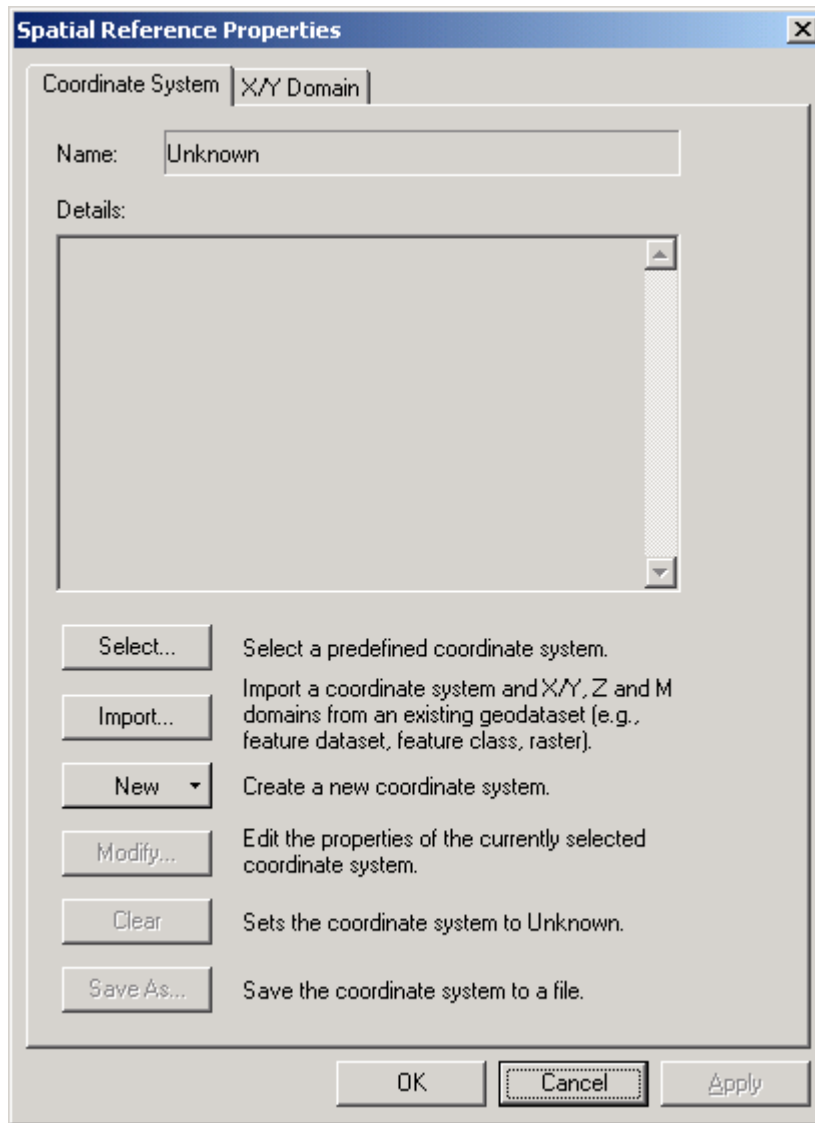 Spatial Reference Properties
Coordinate System
X/Y Domain
Name:
Unknown
Details:
Select...
Select a predefined coordinate system.
Import...
Import a coordinate system and X/Y, Z and M
domains from an existing geodataset (e.g.,
feature dataset, feature class, raster).
New
Create a new coordinate system.
Modify...
Edit the properties of the currently selected
coordinate system.
Clear
Sets the coordinate system to Unknown.
Save As...
Save the coordinate system to a file.
OK
Cancel
Apply